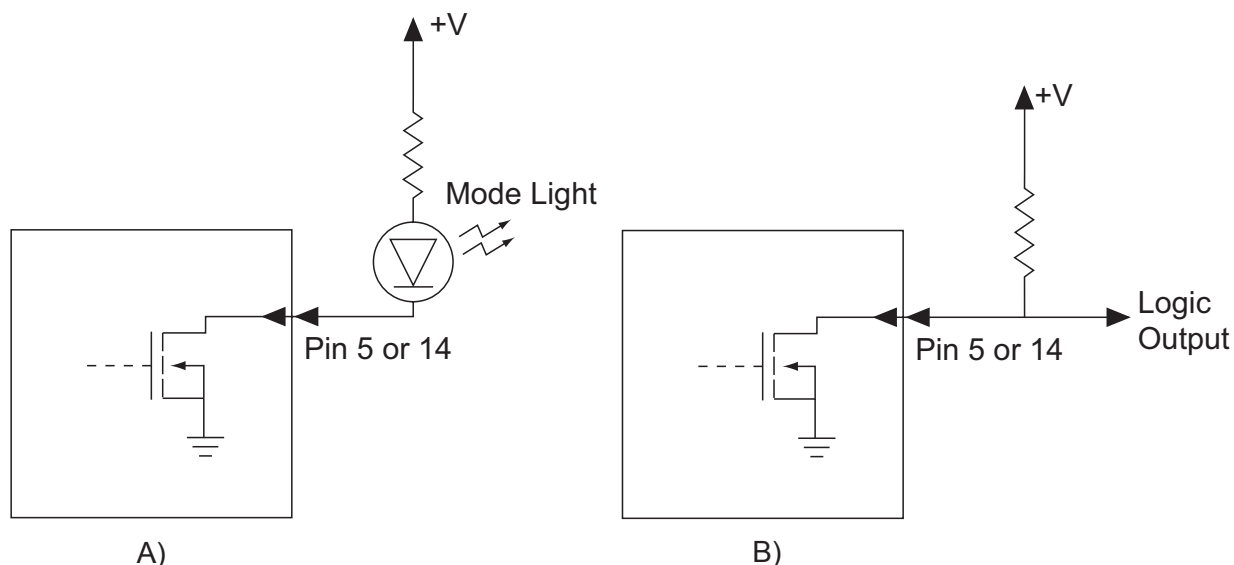 +V
Mode Light
Pin 5 or 14
A)
+V
Logic
Output
Pin 5 or 14
B)